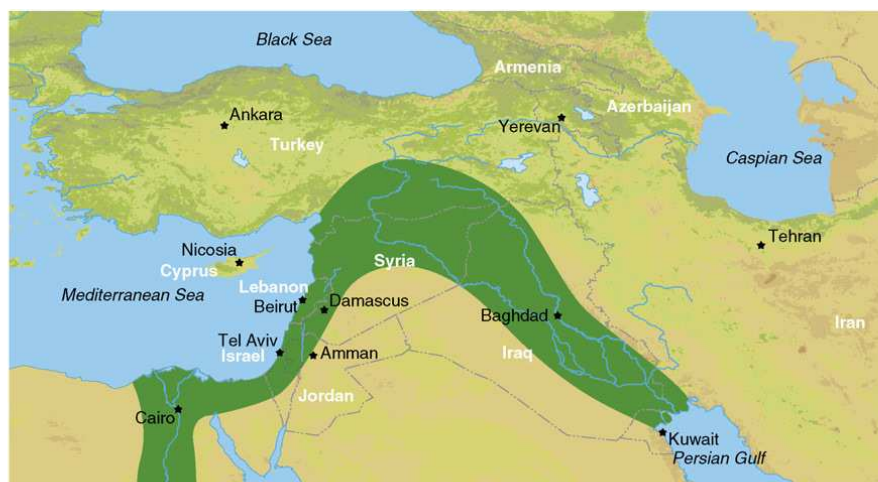 Black Sea
Armenia
Azerbaijan
Ankara
Yerevan
Turkey
Caspian Sea
Tehran
Nicosia
Cyprus
Syria
Lebanon
Mediterranean Sea
Beirut
Damascus
Baghdad
Iran
Tel Aviv
Israel
Amman
Iraq
Jordan
Cairo
Kuwait
Persian Gulf